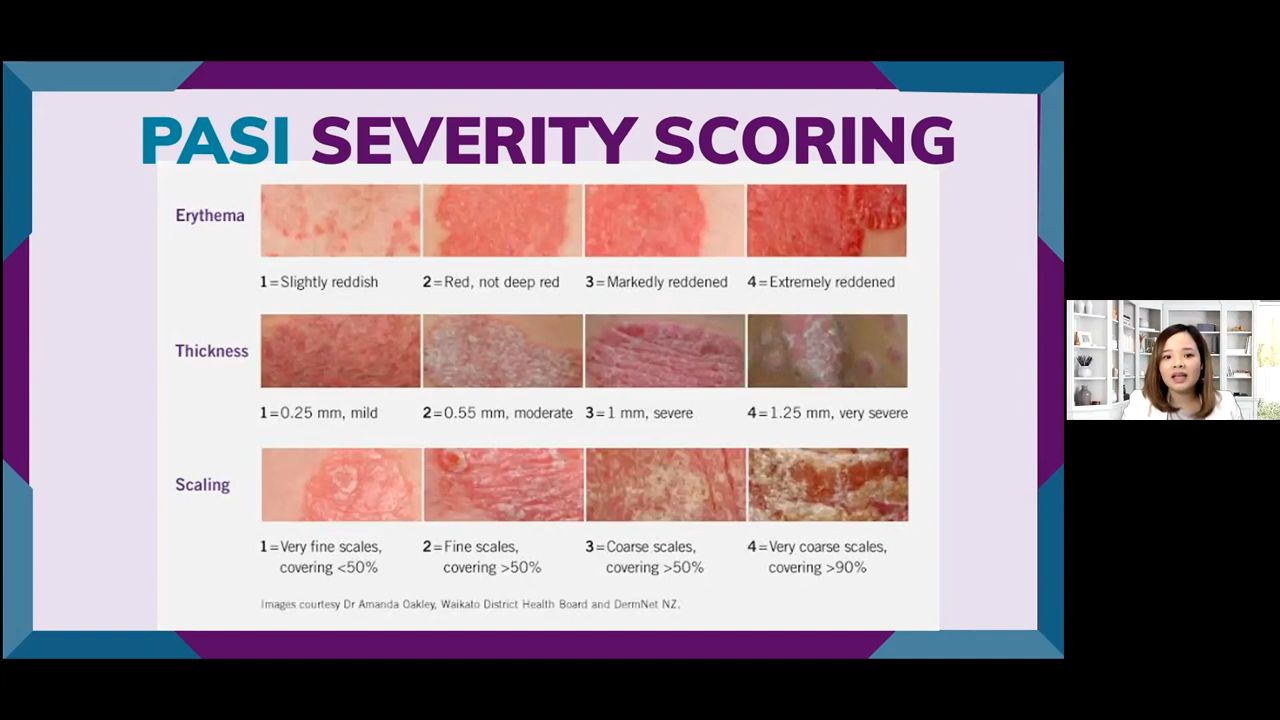 PASI SEVERITY SCORING
Erythema
1=Slightly reddish
2=Red, not deep red
3=Markedly reddened
4=Extremely reddened
Thickness
1=0.25 mm, mild
2=0.55 mm, moderate
3=1 mm, severe
4=1.25 mm, very severe
Scaling
1=Very fine scales,
covering <50%
2=Fine scales,
covering >50%
3=Coarse scales,
covering >50%
4=Very coarse scales,
covering >90%
Images courtesy Dr Amanda Oakley, Waikato District Health Board and DermNet NZ.